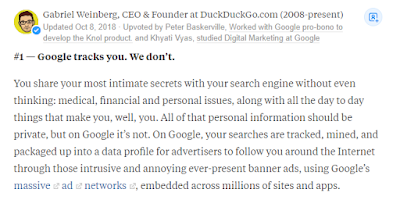 Gabriel Weinberg, CEO & Founder at DuckDuckGo.com (2008-present)
Updated Oct 8, 2018 · Upvoted by Peter Baskerville, Worked with Google pro-bono to
develop the Knol product. and Khyati Vyas, studied Digital Marketing at Google
#1 — Google tracks you. We don't.
You share your most intimate secrets with your search engine without even
thinking: medical, financial and personal issues, along with all the day to day
things that make you, well, you. All of that personal information should be
private, but on Google it's not. On Google, your searches are tracked, mined, and
packaged up into a data profile for advertisers to follow you around the Internet
through those intrusive and annoying ever-present banner ads, using Google's
massive ad networks, embedded across millions of sites and apps.